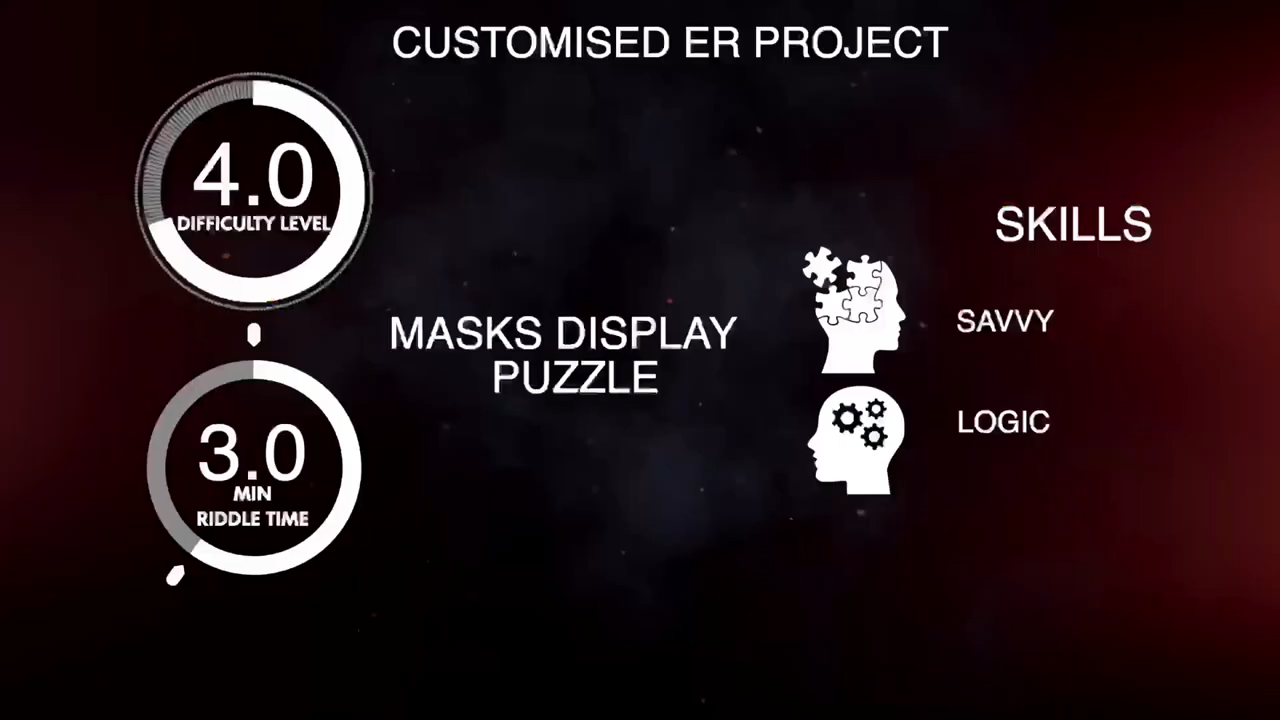 CUSTOMISED ER PROJECT
4.0
DIFFICULTY LEVEL
SKILLS
SAVVY
MASKS DISPLAY
PUZZLE
LOGIC
3.0
MIN
RIDDLE TIME